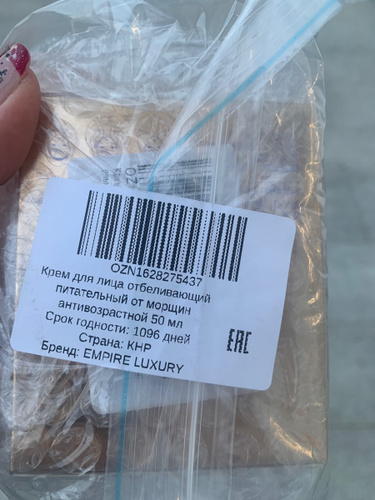 OZN1628275437
Крем для лица отбеливающий
питательный от морщин
антивозрастной 50 мл
Срок годности: 1096 дней
Страна: КНР
Бренд: EMPIRE LUXURY
EAC